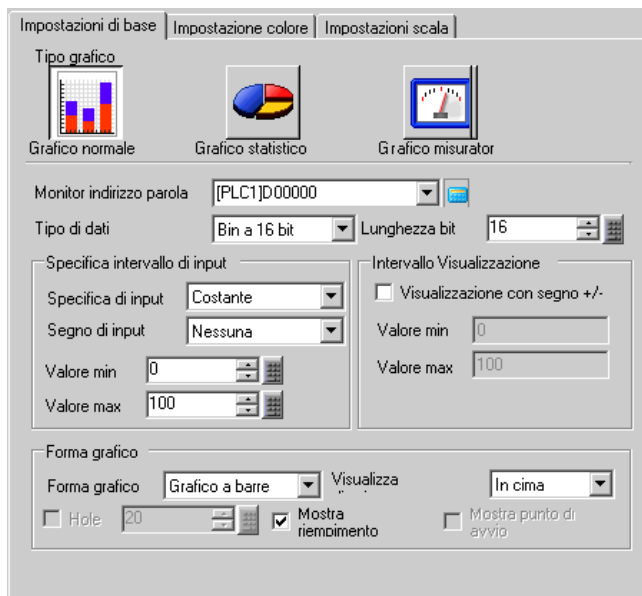 Impostazioni di base Impostazione colore Impostazioni scala
Tipo grafico
Grafico normale Grafico statistico Grafico misurator
Monitor indirizzo parola [PLC1]D00000
Tipo di dati Bin a 16 bit Lunghezza bit 16
Specifica intervallo di input Intervallo Visualizzazione
Specifica di input Costante Visualizzazione con segno +/-
Segno di input Nessuna Valore min 0
Valore min 0 Valore max 100
Valore max 100
Forma grafico
Forma grafico Grafico a barre Visualizza In cima
Hole 20 Mostra riempimento Mostra punto di avvio